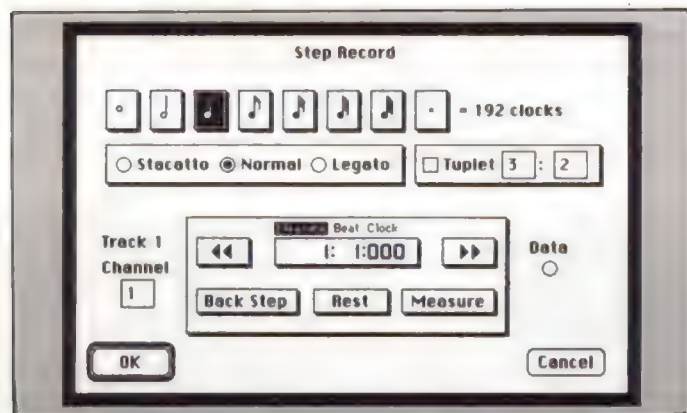 Step Record
= 192 clocks
Stacatto Normal Legato
Tuplet 3 : 2
Beat Clock
1: 1:000
Track 1
Channel
1
Data
Back Step Rest Measure
OK
Cancel